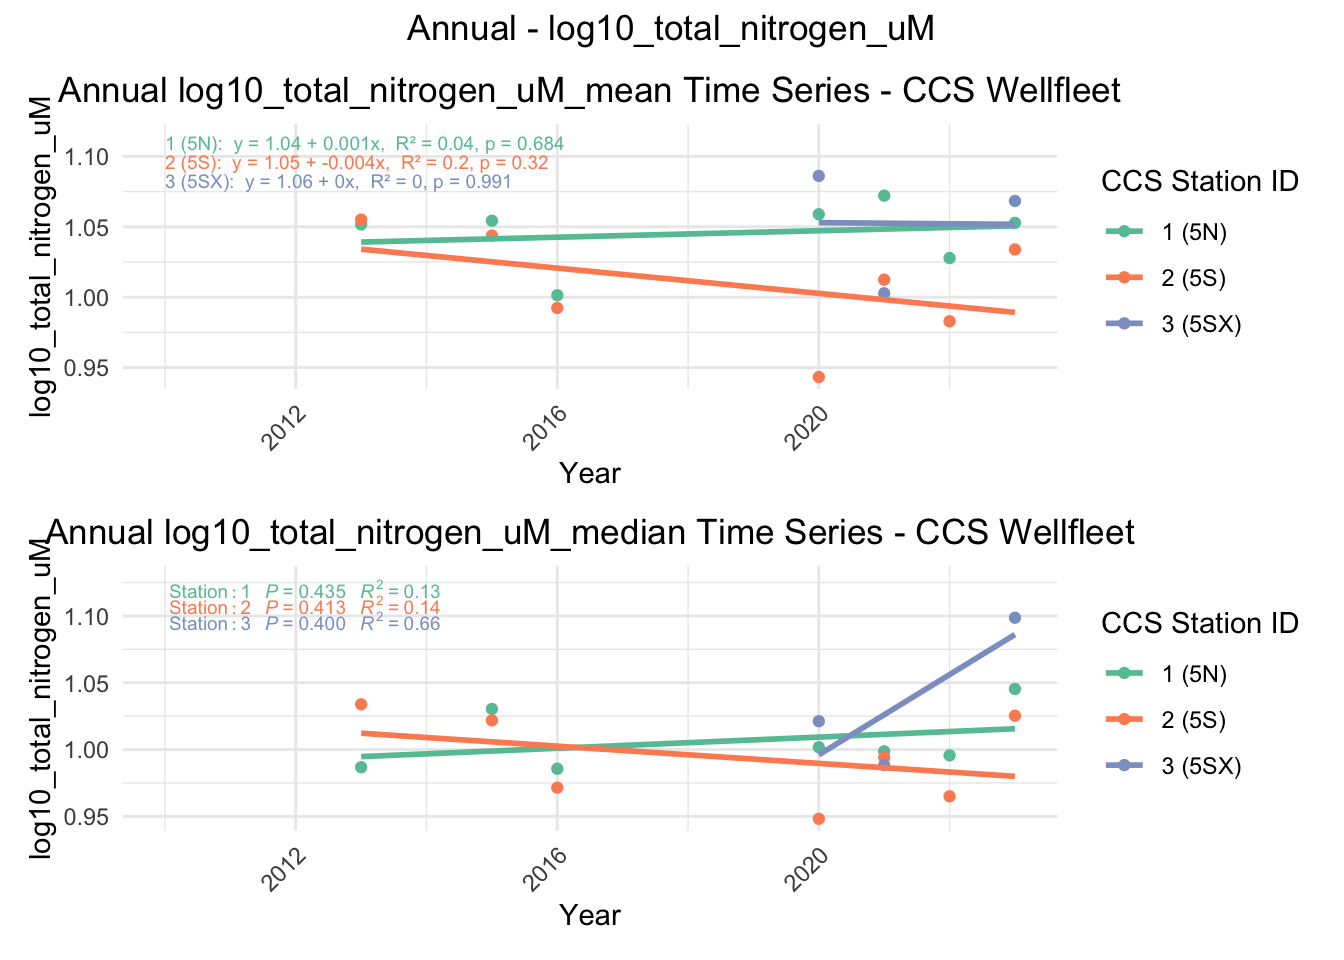 Annual - log10_total_nitrogen_uM
Annual log10_total_nitrogen_uM_mean Time Series - CCS Wellfleet
log10_total_nitrogen_uM
1 (5N):  y = 1.04 + 0.001x,  R² = 0.04, p = 0.684
2 (5S):  y = 1.05 + -0.004x,  R² = 0.2, p = 0.32
3 (5SX):  y = 1.06 + 0x,  R² = 0, p = 0.991
1.10
1.05
1.00
0.95
2012
2016
2020
Year
CCS Station ID
1 (5N)
2 (5S)
3 (5SX)
Annual log10_total_nitrogen_uM_median Time Series - CCS Wellfleet
log10_total_nitrogen_uM
Station : 1  P = 0.435  R² = 0.13
Station : 2  P = 0.413  R² = 0.14
Station : 3  P = 0.400  R² = 0.66
1.10
1.05
1.00
0.95
2012
2016
2020
Year
CCS Station ID
1 (5N)
2 (5S)
3 (5SX)